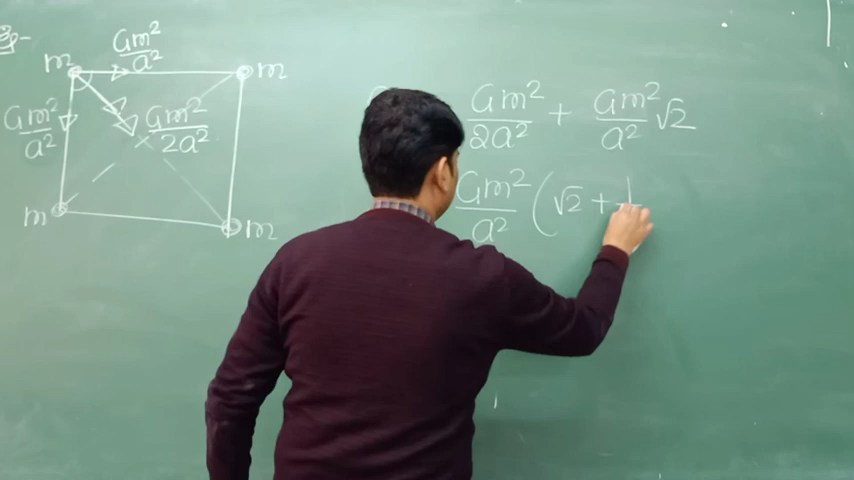 Gm²/a²
m m
Gm²/a² Gm²/2a²
m m
Gm²/2a² + Gm²/a² √2
Gm²/a² (√2 + 1